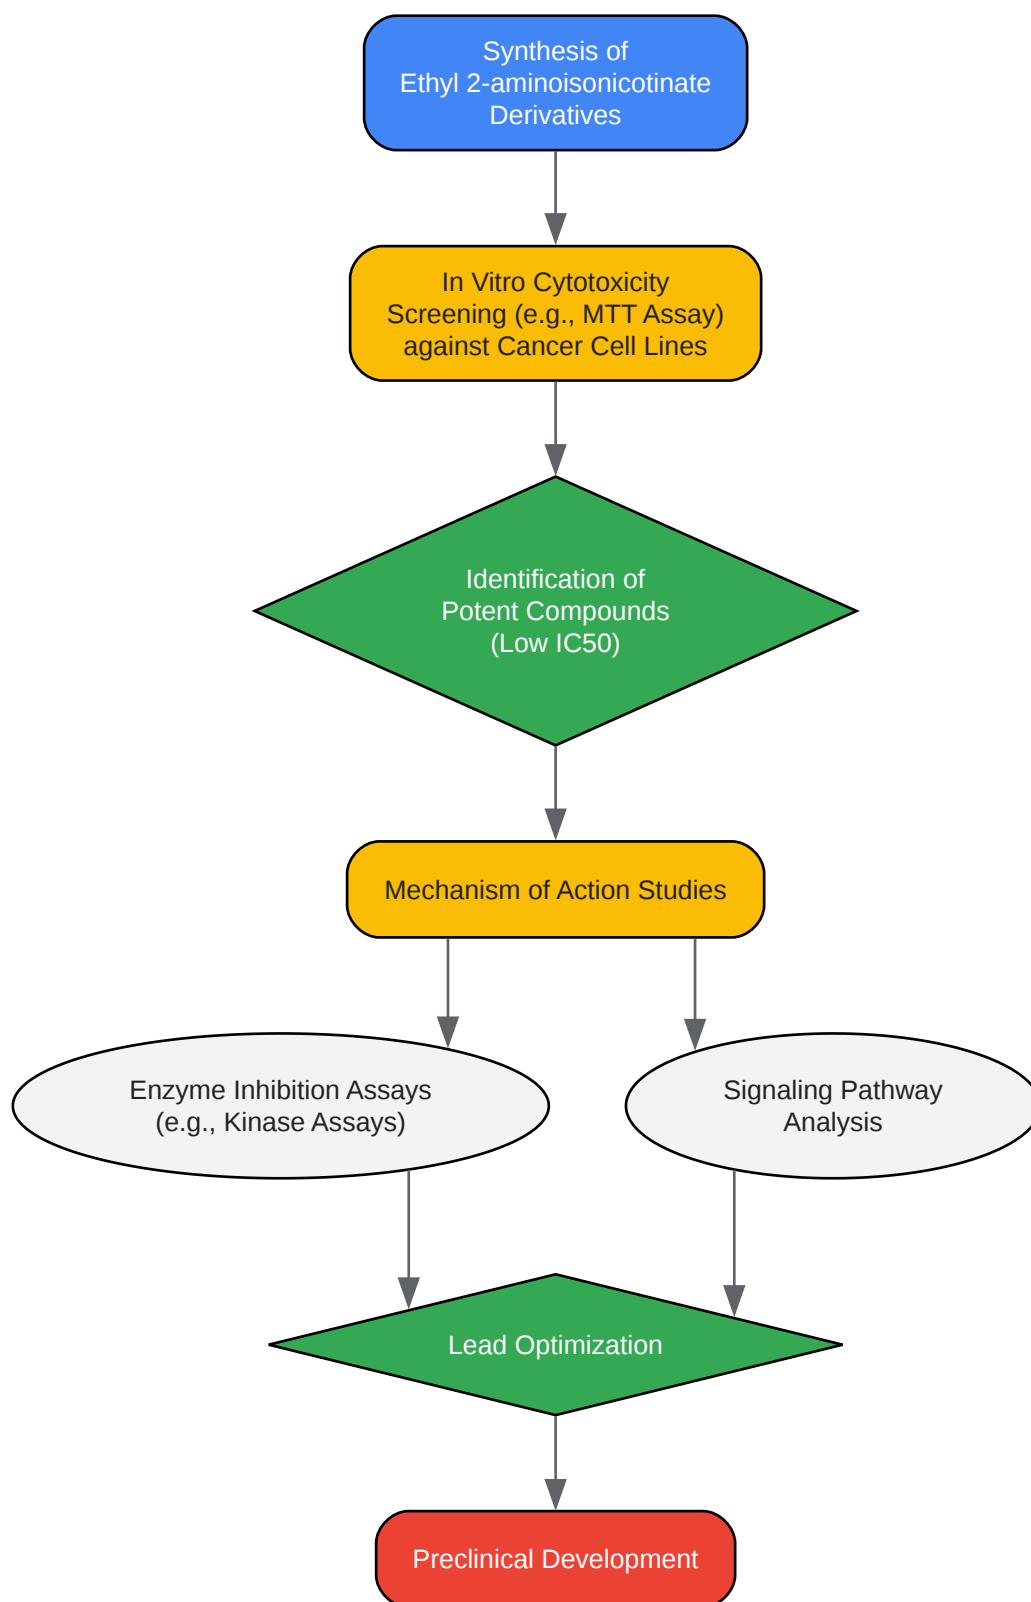 Synthesis of
Ethyl 2-aminoisonicotinate
Derivatives
In Vitro Cytotoxicity
Screening (e.g., MTT Assay)
against Cancer Cell Lines
Identification of
Potent Compounds
(Low IC50)
Mechanism of Action Studies
Enzyme Inhibition Assays
(e.g., Kinase Assays)
Signaling Pathway
Analysis
Lead Optimization
Preclinical Development